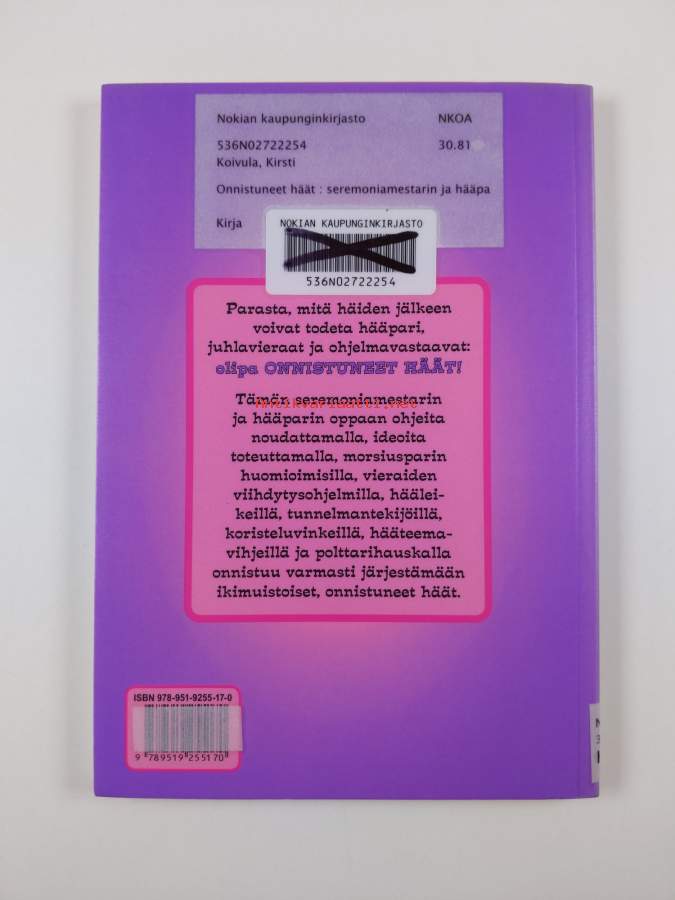 Nokian kaupunginkirjasto NKOA
536N02722254 30.81
Koivula, Kirsti
Onnistuneet häät : seremoniamestarin ja hääpa
Kirja
NOKIAN KAUPUNGINKIRJASTO
536N02722254
Parasta, mitä häiden jälkeen
voivat todeta hääpari,
juhlavieraat ja ohjelmavastaavat:
olipa ONNISTUNEET HÄÄT!
Tämän seremoniamestarin
Antikvariaatti.net
ja hääparin oppaan ohjeita
noudattamalla, ideoita
toteuttamalla, morsiusparin
huomioimisilla, vieraiden
viihdytysohjelmilla, häälei-
keillä, tunnelmantekijöillä,
koristeluvinkeillä, hääteema-
vihjeillä ja polttarihauskalla
onnistuu varmasti järjestämään
ikimuistoiset, onnistuneet häät.
ISBN 978-951-9255-17-0
9 789519 255170